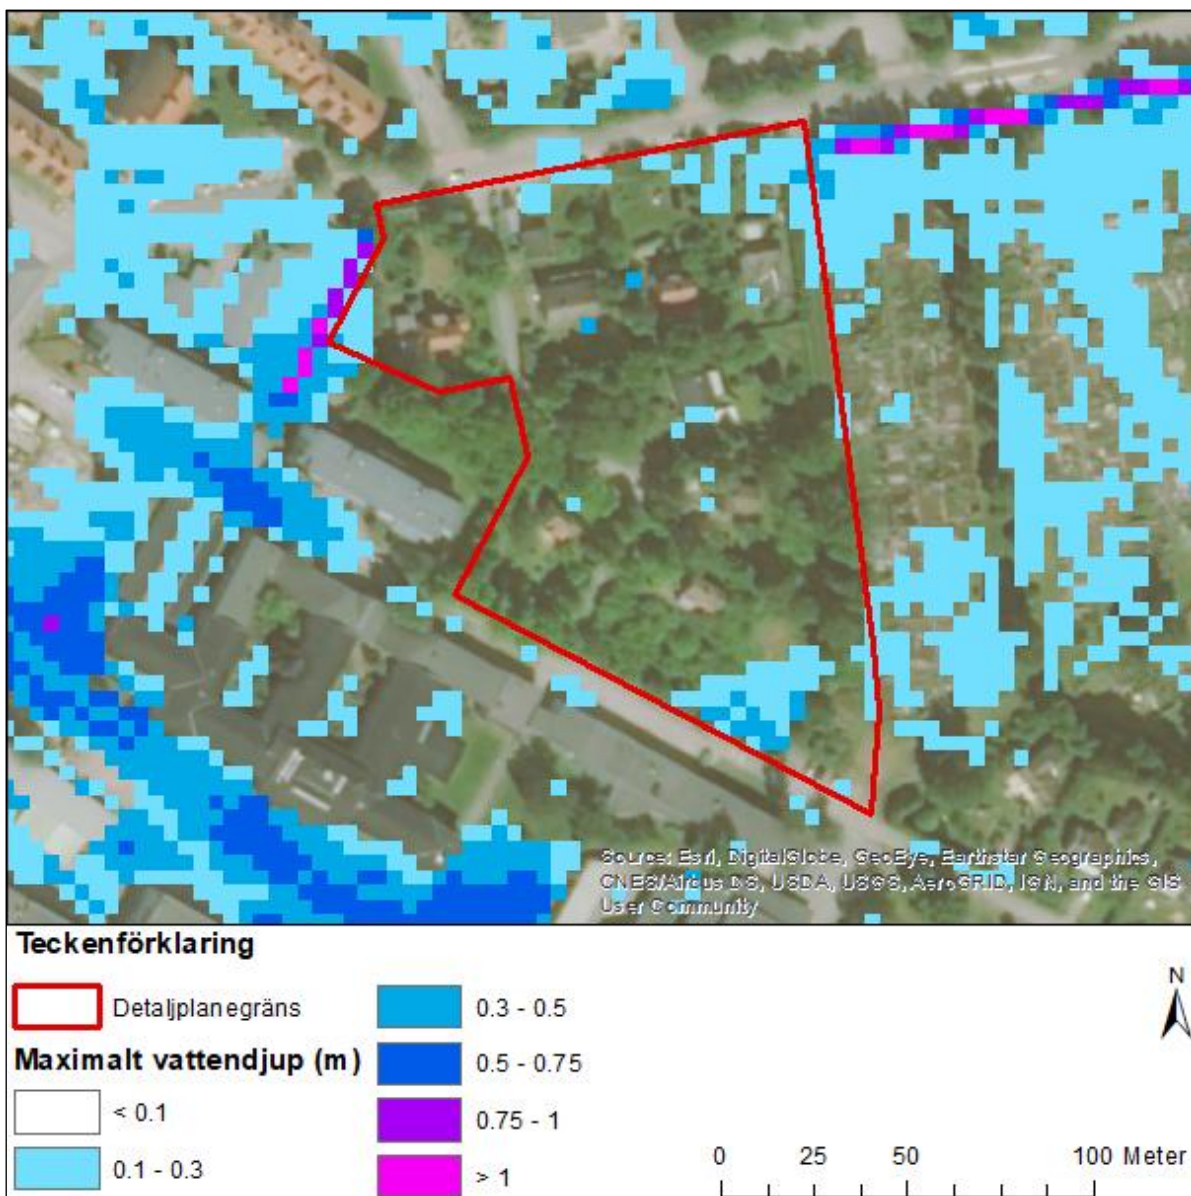 Source: Esri, DigitalGlobe, GeoEye, Earthstar Geographics,
CNES/Airbus DS, USDA, USGS, AeroGRID, IGN, and the GIS
User Community
Teckenförklaring
Detaljplanegräns
Maximalt vattendjup (m)
< 0.1
0.1 - 0.3
0.3 - 0.5
0.5 - 0.75
0.75 - 1
> 1
N
0 25 50 100 Meter